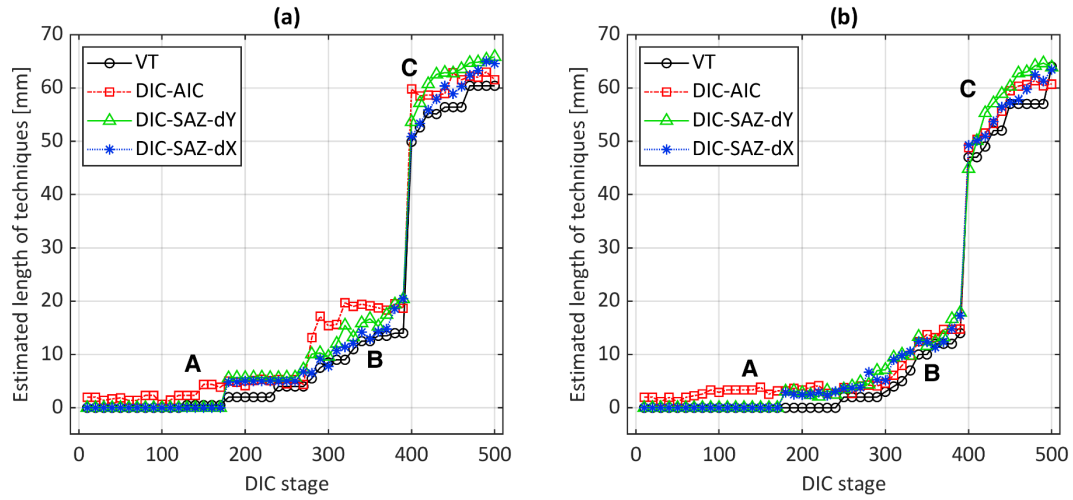 (a)
Estimated length of techniques [mm]
70
60
50
40
30
20
10
0
VT
DIC-AIC
DIC-SAZ-dY
DIC-SAZ-dX
A
B
C
0 100 200 300 400 500
DIC stage
(b)
Estimated length of techniques [mm]
70
60
50
40
30
20
10
0
VT
DIC-AIC
DIC-SAZ-dY
DIC-SAZ-dX
A
B
C
0 100 200 300 400 500
DIC stage